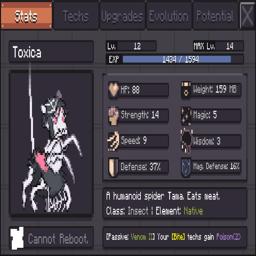 Stats Techs Upgrades Evolution Potential
Toxica
Lv. 12 MAX Lv. 14
EXP 1434 / 1594
HP: 88 Weight: 159 MB
Strength: 14 Magic: 5
Speed: 9 Wisdom: 3
Defense: 37% Mag. Defense: 16%
A humanoid spider Tama. Eats meat.
Class: Insect | Element: Native
Cannot Reboot
[Passive: Venom II] Your [Bite] techs gain Poison(2)